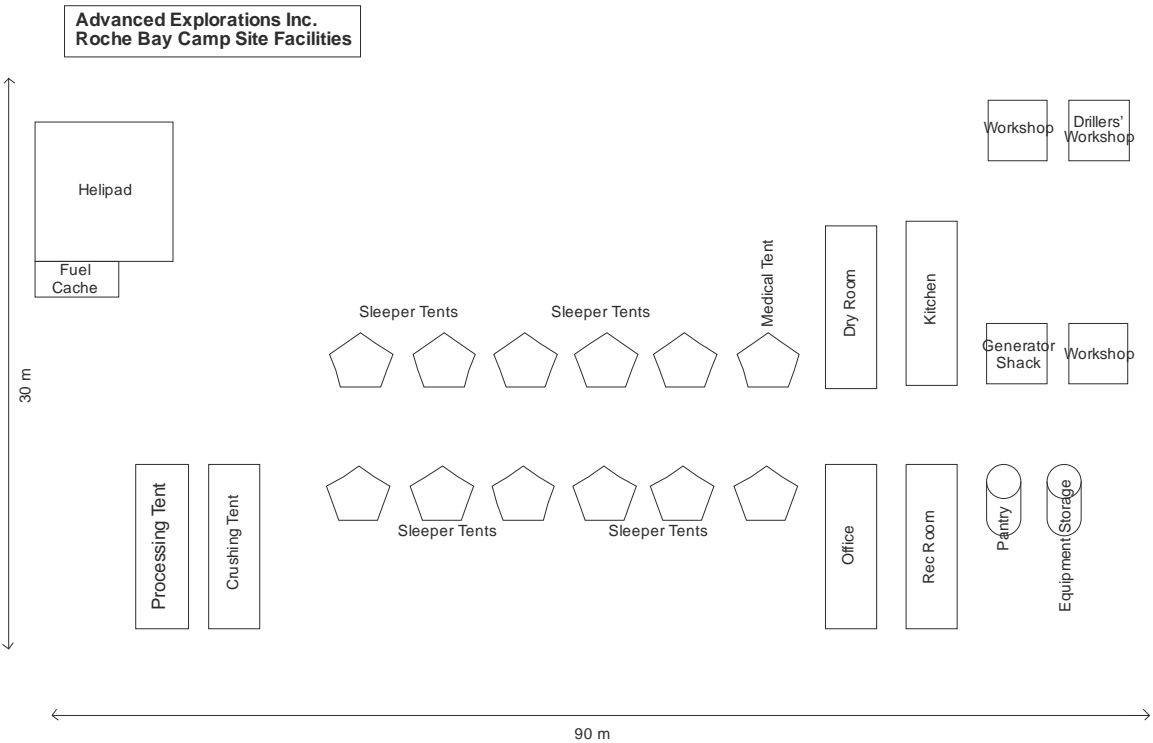 Advanced Explorations Inc.
Roche Bay Camp Site Facilities
Workshop
Drillers’
Workshop
Helipad
Fuel
Cache
Sleeper Tents
Sleeper Tents
Medical Tent
Dry Room
Kitchen
Generator
Shack
Workshop
30 m
Processing Tent
Crushing Tent
Sleeper Tents
Sleeper Tents
Office
Rec Room
Pantry
Equipment Storage
90 m